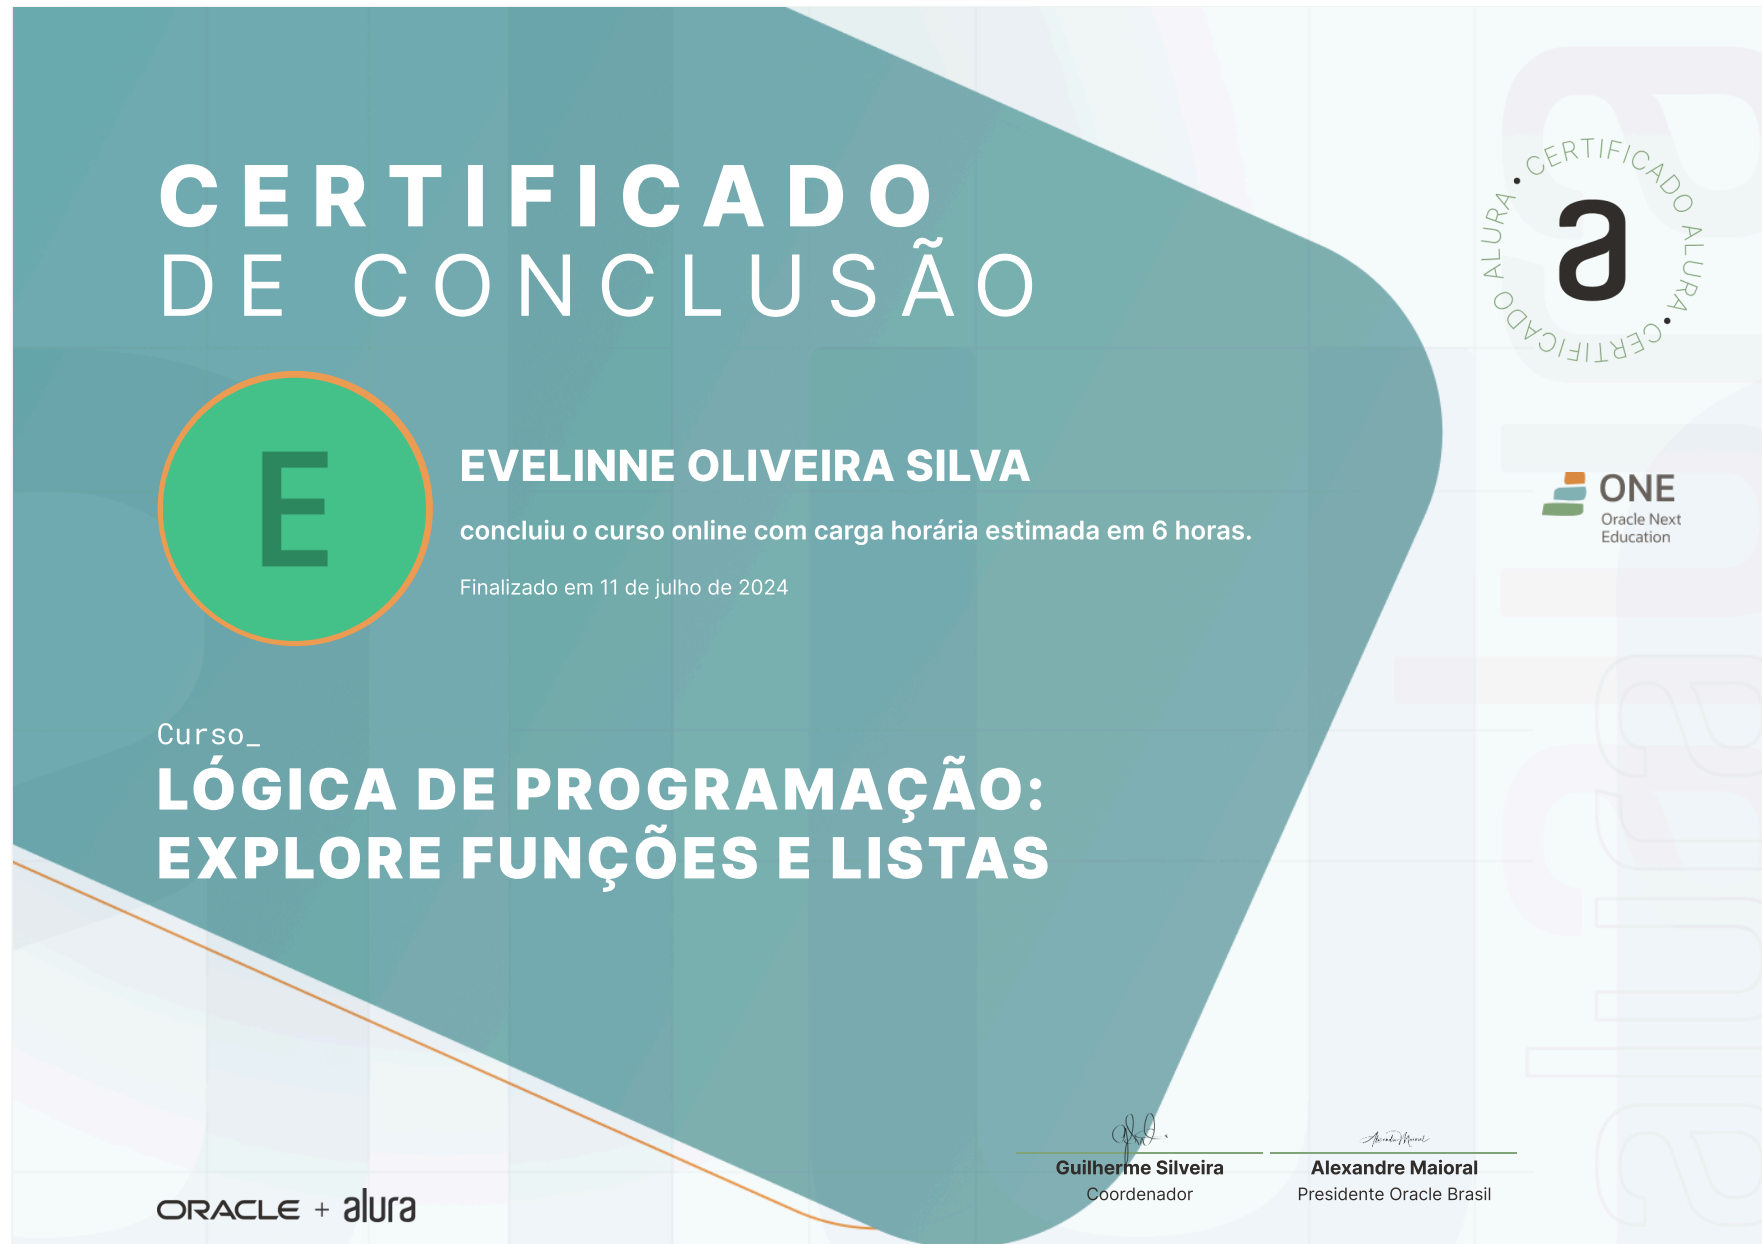 CERTIFICADO
DE CONCLUSÃO
CERTIFICADO ALURA • CERTIFICADO ALURA •
a
E
EVELINNE OLIVEIRA SILVA
concluiu o curso online com carga horária estimada em 6 horas.
Finalizado em 11 de julho de 2024
ONE
Oracle Next
Education
Curso_
LÓGICA DE PROGRAMAÇÃO:
EXPLORE FUNÇÕES E LISTAS
Guilherme Silveira
Coordenador
Alexandre Maioral
Presidente Oracle Brasil
ORACLE + alura